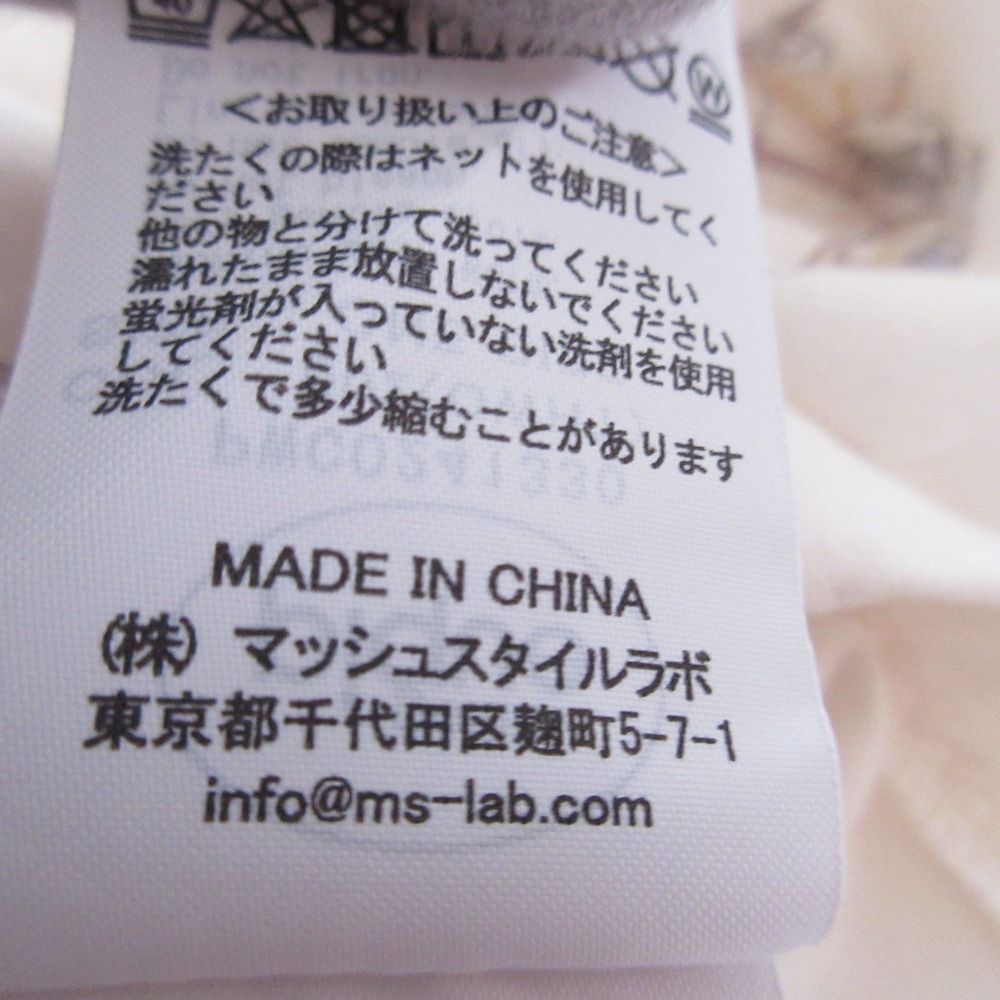 <お取り扱い上のご注意>
洗たくの際はネットを使用してく
ださい
他の物と分けて洗ってください
濡れたまま放置しないでください
蛍光剤が入っていない洗剤を使用
してください
洗たくで多少縮むことがあります
MADE IN CHINA
(株) マッシュスタイルラボ
東京都千代田区麹町5-7-1
info@ms-lab.com